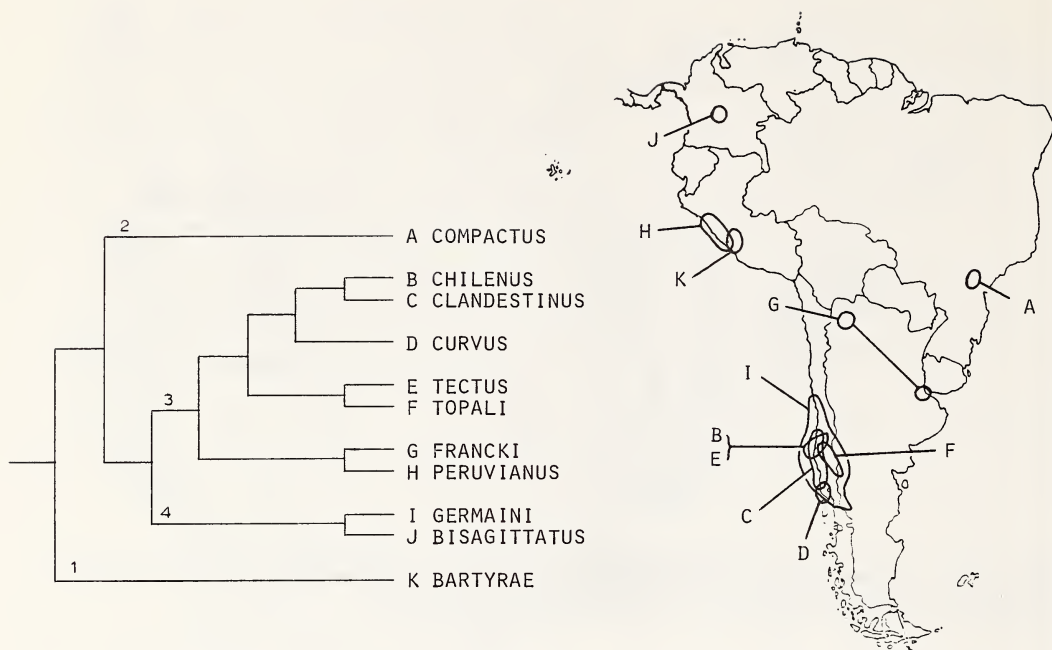 2
A COMPACTUS
B CHILENUS
C CLANDESTINUS
D CURVUS
E TECTUS
3
F TOPALI
G FRANCKI
H PERUVIANUS
4
I GERMAINI
J BISAGITTATUS
1
K BARTYRAE
J
H
K
A
G
I
B
E
F
C
D